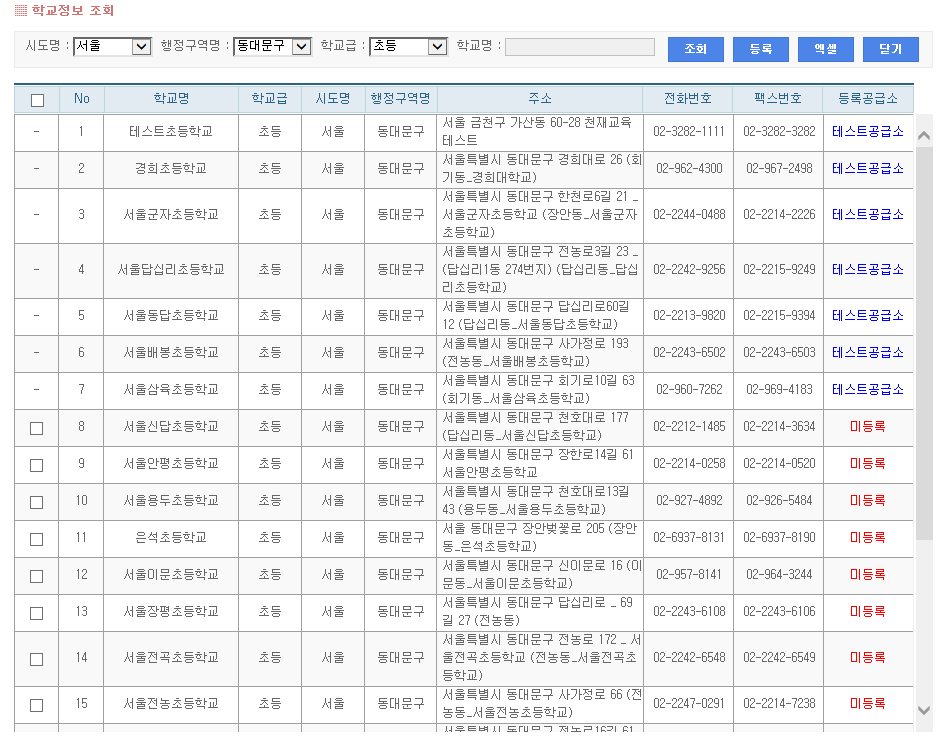 학교정보 조회
시도명 : 서울 행정구역명 : 동대문구 학교급 : 초등 학교명 : 조회 등록 엑셀 닫기
No 학교명 학교급 시도명 행정구역명 주소 전화번호 팩스번호 등록공급소
- 1 테스트초등학교 초등 서울 동대문구 서울 금천구 가산동 60-28 천재교육 02-3282-1111 02-3282-3282 테스트공급소
테스트
- 2 경희초등학교 초등 서울 동대문구 서울특별시 동대문구 경희대로 26 (회 02-962-4300 02-967-2498 테스트공급소
기동_경희대학교)
- 3 서울군자초등학교 초등 서울 동대문구 서울특별시 동대문구 한천로6길 21 _ 02-2244-0488 02-2214-2226 테스트공급소
서울군자초등학교 (장안동_서울군자
초등학교)
- 4 서울답십리초등학교 초등 서울 동대문구 서울특별시 동대문구 전농로3길 23 _ 02-2242-9256 02-2215-9249 테스트공급소
(답십리1동 274번지) (답십리동_답십
리초등학교)
- 5 서울동답초등학교 초등 서울 동대문구 서울특별시 동대문구 답십리로60길 02-2213-9820 02-2215-9394 테스트공급소
12 (답십리동_서울동답초등학교)
- 6 서울배봉초등학교 초등 서울 동대문구 서울특별시 동대문구 사가정로 193 02-2243-6502 02-2243-6503 테스트공급소
(전농동_서울배봉초등학교)
- 7 서울삼육초등학교 초등 서울 동대문구 서울특별시 동대문구 회기로10길 63 02-960-7262 02-969-4183 테스트공급소
(회기동_서울삼육초등학교)
8 서울신답초등학교 초등 서울 동대문구 서울특별시 동대문구 천호대로 177 02-2212-1485 02-2214-3634 미등록
(답십리동_서울신답초등학교)
9 서울안평초등학교 초등 서울 동대문구 서울특별시 동대문구 장한로14길 61 02-2214-0258 02-2214-0520 미등록
서울안평초등학교
10 서울용두초등학교 초등 서울 동대문구 서울특별시 동대문구 천호대로13길 02-927-4892 02-926-5484 미등록
43 (용두동_서울용두초등학교)
11 은석초등학교 초등 서울 동대문구 서울 동대문구 장안벚꽃로 205 (장안 02-6937-8131 02-6937-8190 미등록
동_은석초등학교)
12 서울이문초등학교 초등 서울 동대문구 서울특별시 동대문구 신이문로 16 (이 02-957-8141 02-964-3244 미등록
문동_서울이문초등학교)
13 서울장평초등학교 초등 서울 동대문구 서울특별시 동대문구 답십리로 _ 69 02-2243-6108 02-2243-6106 미등록
길 27 (전농동)
14 서울전곡초등학교 초등 서울 동대문구 서울특별시 동대문구 전농로 172 _ 서 02-2242-6548 02-2242-6549 미등록
울전곡초등학교 (전농동_서울전곡초
등학교)
15 서울전농초등학교 초등 서울 동대문구 서울특별시 동대문구 사가정로 66 (전 02-2247-0291 02-2214-7238 미등록
농동_서울전농초등학교)
서울특별시 동대문구 전농로16길 61